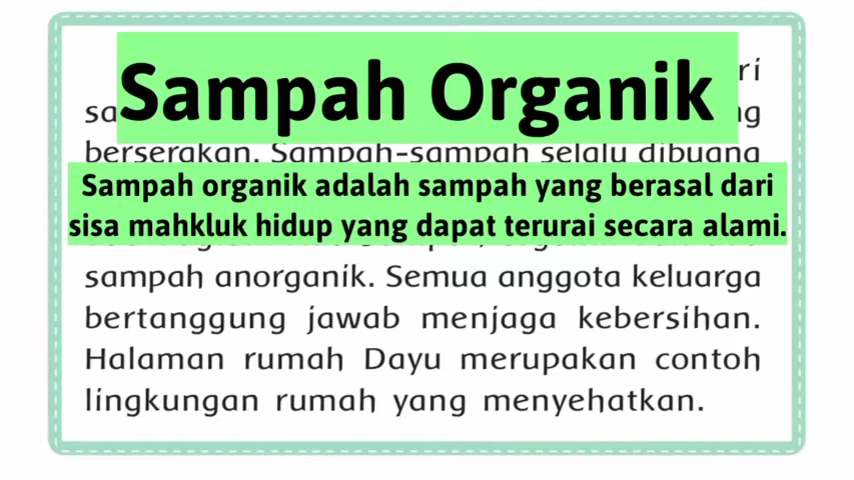 Sampah Organik
berserakan. Sampah-sampah selalu dibuang
Sampah organik adalah sampah yang berasal dari
sisa mahkluk hidup yang dapat terurai secara alami.
sampah anorganik. Semua anggota keluarga
bertanggung jawab menjaga kebersihan.
Halaman rumah Dayu merupakan contoh
lingkungan rumah yang menyehatkan.